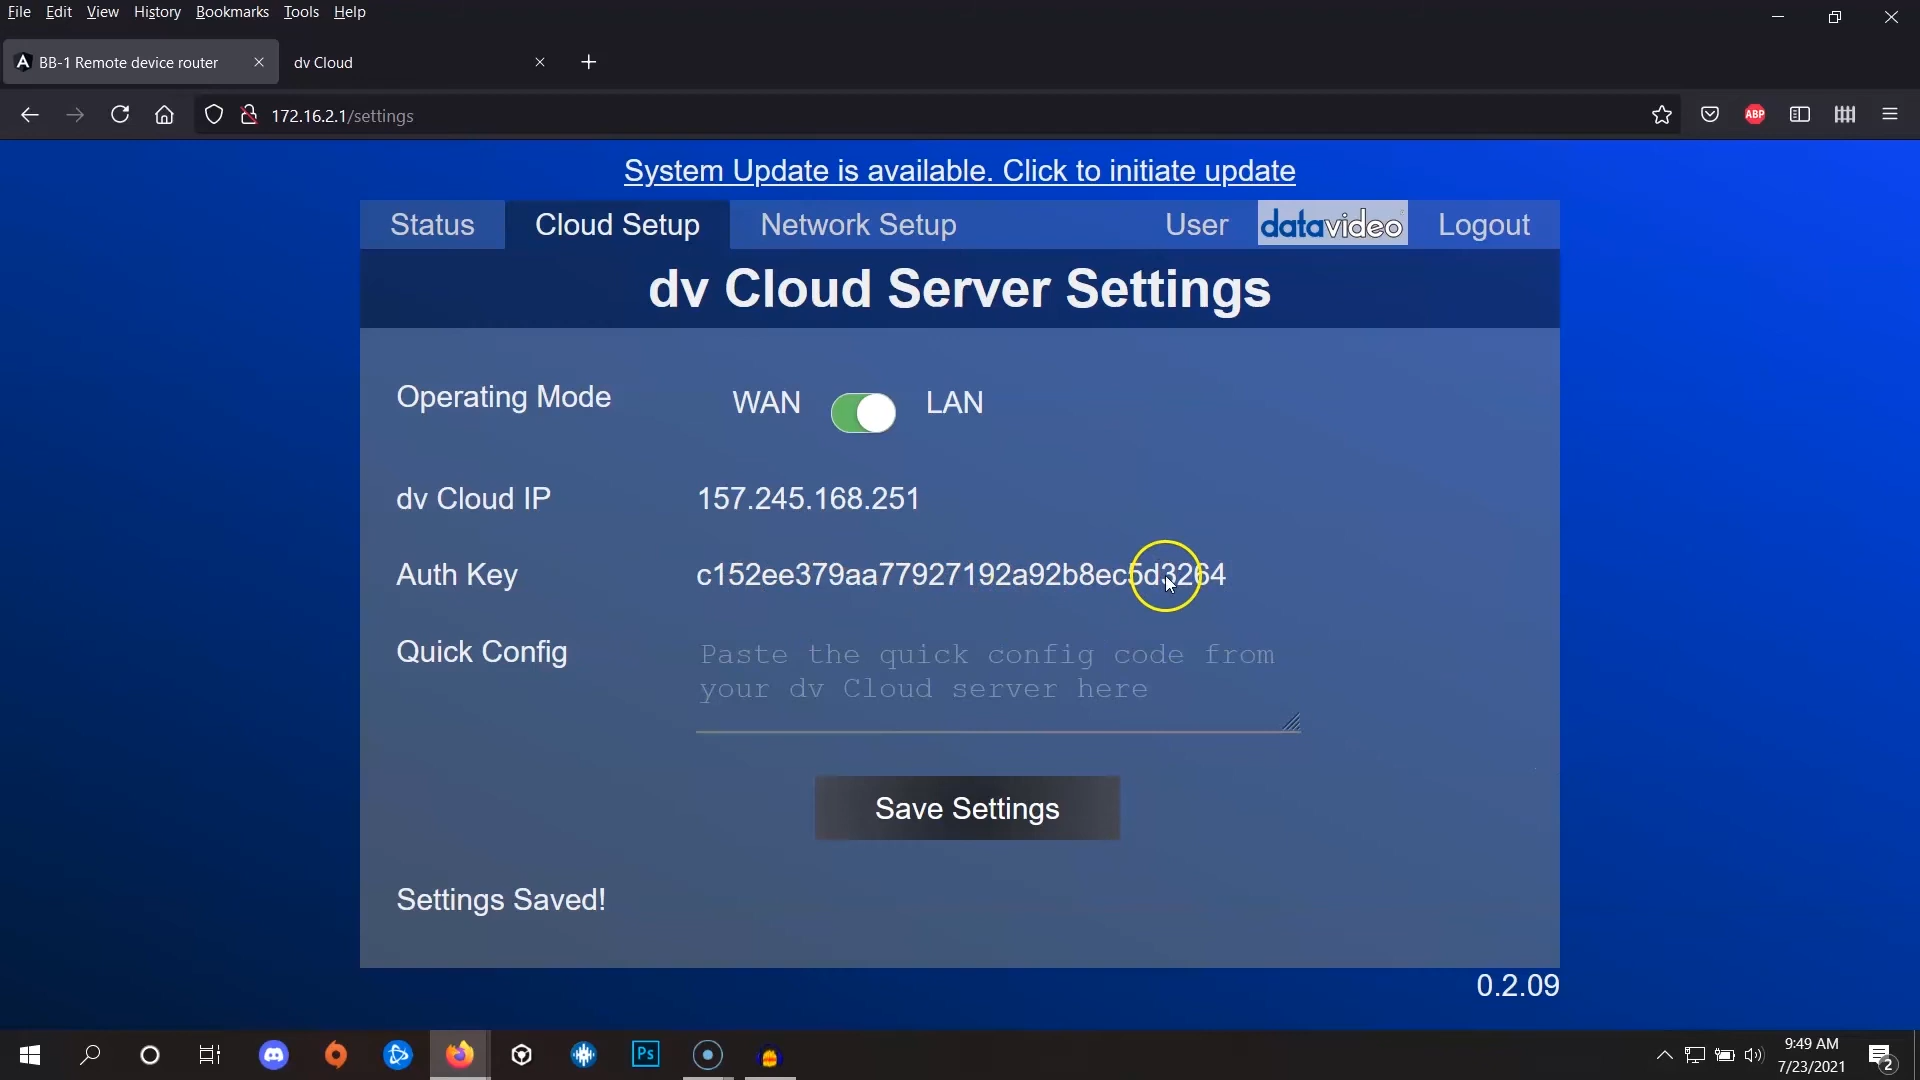 File Edit View History Bookmarks Tools Help
BB-1 Remote device router
dv Cloud
172.16.2.1/settings
ABP
System Update is available. Click to initiate update
Status Cloud Setup Network Setup User datavideo Logout
dv Cloud Server Settings
Operating Mode WAN LAN
dv Cloud IP 157.245.168.251
Auth Key c152ee379aa77927192a92b8ec5d3264
Quick Config Paste the quick config code from
your dv Cloud server here
Save Settings
Settings Saved!
0.2.09
Ps
9:49 AM
7/23/2021
2